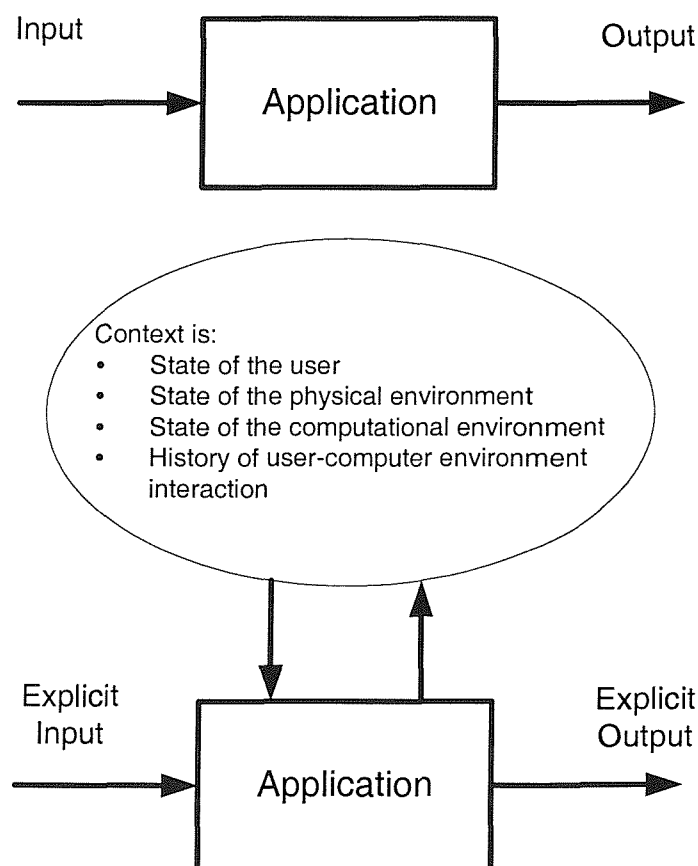 Input
Output
Application
Context is:
• State of the user
• State of the physical environment
• State of the computational environment
• History of user-computer environment
interaction
Explicit
Input
Explicit
Output
Application